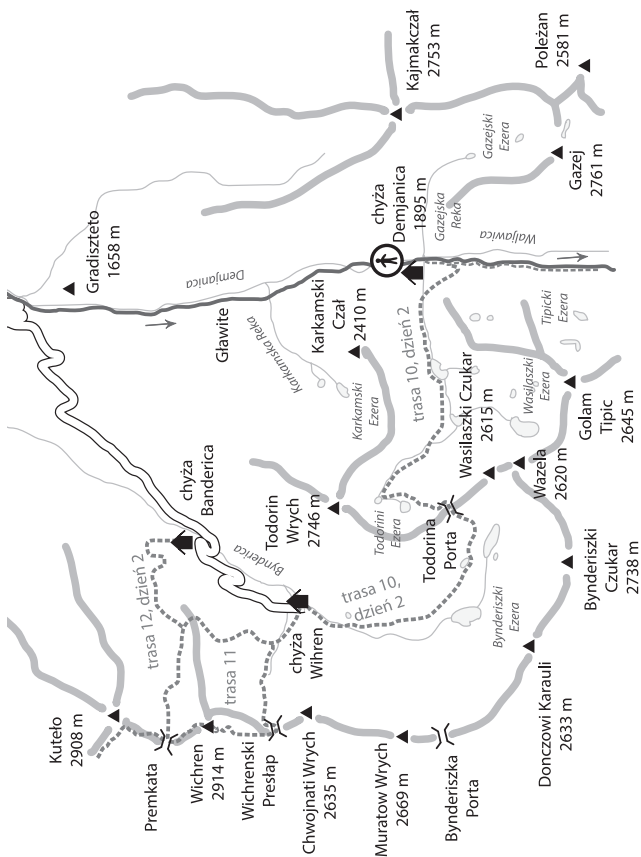 Kajmakczał
2753 m
Poleżan
2581 m
Gazejski
Ezera
Gazej
2761 m
Gradiszteto
1658 m
chyża
Demjanica
1895 m
Gazejska
Reka
Waljawica
Demjanica
Gławite
Karkamska Reka
Karkamski
Czał
2410 m
Karkamski
Ezera
trasa 10, dzień 2
Tipicki
Ezera
Wasilaszki
Ezera
Wasilaszki Czukar
2615 m
Golam
Tipic
2645 m
Wazela
2620 m
chyża
Banderica
Todorin
Wrych
2746 m
Todorini
Ezera
Todorina
Porta
Bynderica
trasa 10,
dzień 2
Bynderiszki
Czukar
2738 m
Bynderiszki
Ezera
trasa 12, dzień 2
trasa 11
chyża
Wihren
Kuteło
2908 m
Premkata
Wichren
2914 m
Wichrenski
Presłap
Chwojnati Wrych
2635 m
Muratow Wrych
2669 m
Bynderiszka
Porta
Donczowi Karauli
2633 m